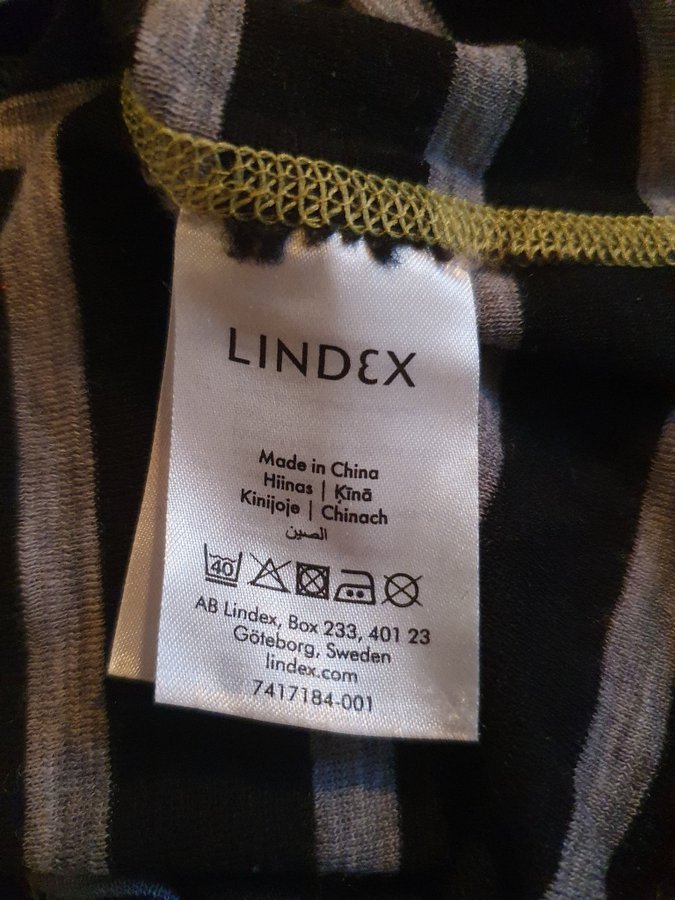 LINDEX
Made in China
Hiinas | Ķīnā
Kinijoje | Chinach
الصين
40
AB Lindex, Box 233, 401 23
Göteborg, Sweden
lindex.com
7417184-001